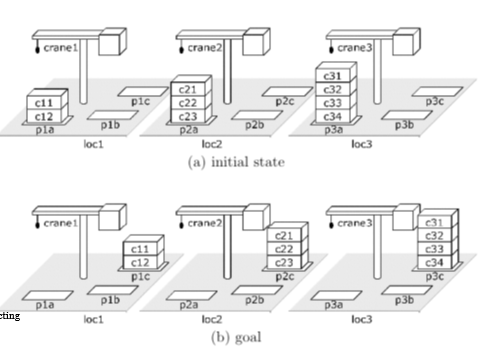 crane1 crane2 crane3
c31
c21 c32
c11 c22 p1c c33 p2c p3c
c12 c23 c34
p1a p1b p2a p2b p3a p3b
loc1 loc2 loc3
(a) initial state
crane1 crane2 crane3 c31
c21 c32
c11 c22 c33
c12 c23 c34
p1c p2c p3c
p1a p1b p2a p2b p3a p3b
cting loc1 loc2 loc3
(b) goal